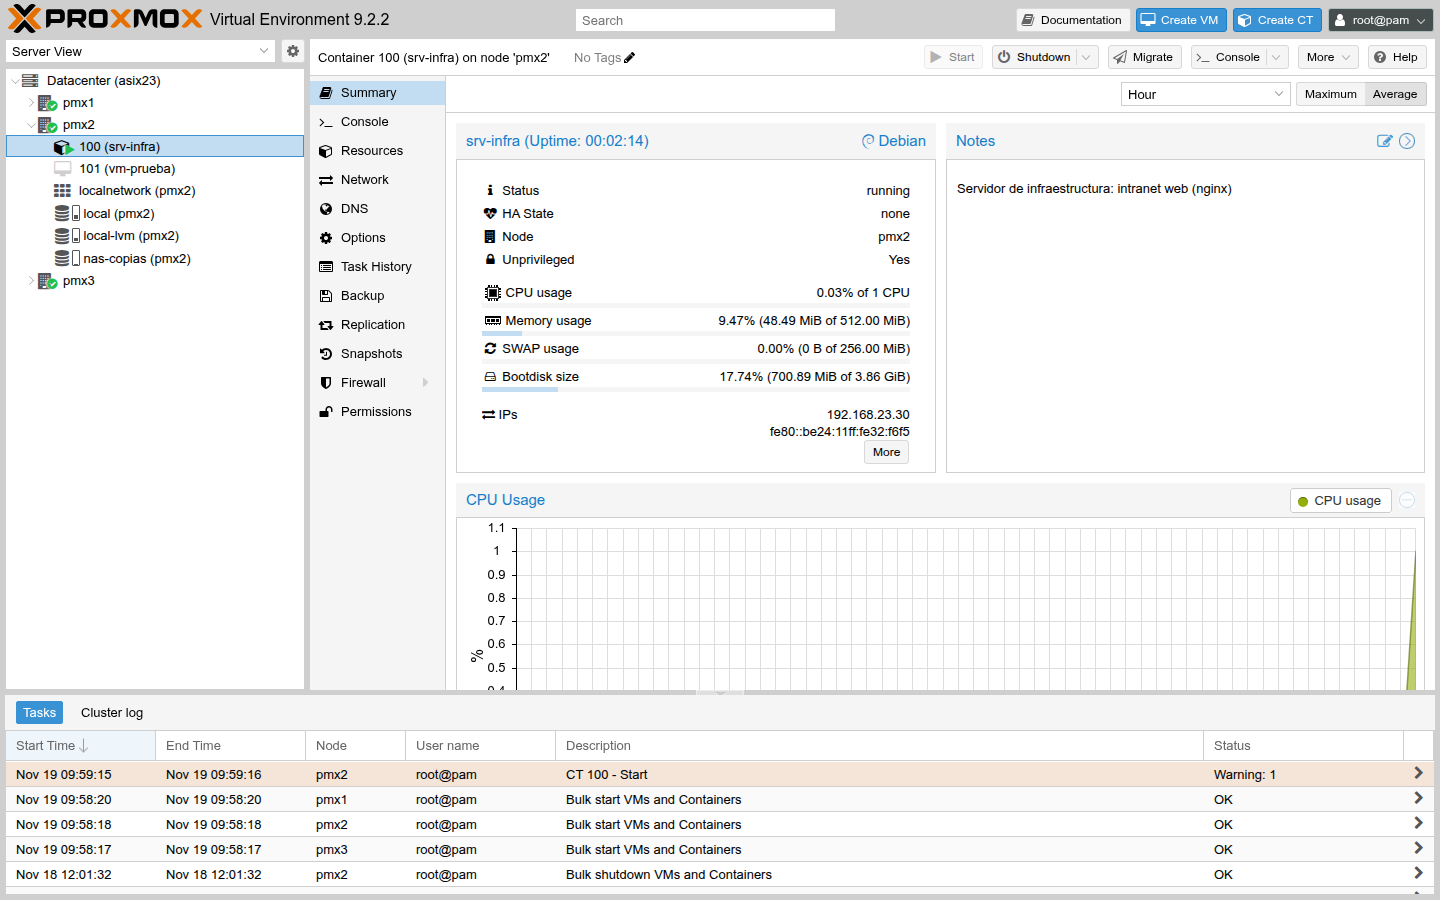 PROXMOX Virtual Environment 9.2.2 Search Documentation Create VM Create CT root@pam
Server View
Container 100 (srv-infra) on node 'pmx2' No Tags Start Shutdown Migrate Console More Help
Datacenter (asix23)
pmx1
pmx2
100 (srv-infra)
101 (vm-prueba)
localnetwork (pmx2)
local (pmx2)
local-lvm (pmx2)
nas-copias (pmx2)
pmx3
Summary
Console
Resources
Network
DNS
Options
Task History
Backup
Replication
Snapshots
Firewall
Permissions
Hour Maximum Average
srv-infra (Uptime: 00:02:14) Debian
Status running
HA State none
Node pmx2
Unprivileged Yes
CPU usage 0.03% of 1 CPU
Memory usage 9.47% (48.49 MiB of 512.00 MiB)
SWAP usage 0.00% (0 B of 256.00 MiB)
Bootdisk size 17.74% (700.89 MiB of 3.86 GiB)
IPs 192.168.23.30
fe80::be24:11ff:fe32:f6f5
More
Notes
Servidor de infraestructura: intranet web (nginx)
CPU Usage CPU usage
1.1
1
0.9
0.8
0.7
0.6
0.5
0.4
%
Tasks Cluster log
Start Time End Time Node User name Description Status
Nov 19 09:59:15 Nov 19 09:59:16 pmx2 root@pam CT 100 - Start Warning: 1
Nov 19 09:58:20 Nov 19 09:58:20 pmx1 root@pam Bulk start VMs and Containers OK
Nov 19 09:58:18 Nov 19 09:58:18 pmx2 root@pam Bulk start VMs and Containers OK
Nov 19 09:58:17 Nov 19 09:58:17 pmx3 root@pam Bulk start VMs and Containers OK
Nov 18 12:01:32 Nov 18 12:01:32 pmx2 root@pam Bulk shutdown VMs and Containers OK